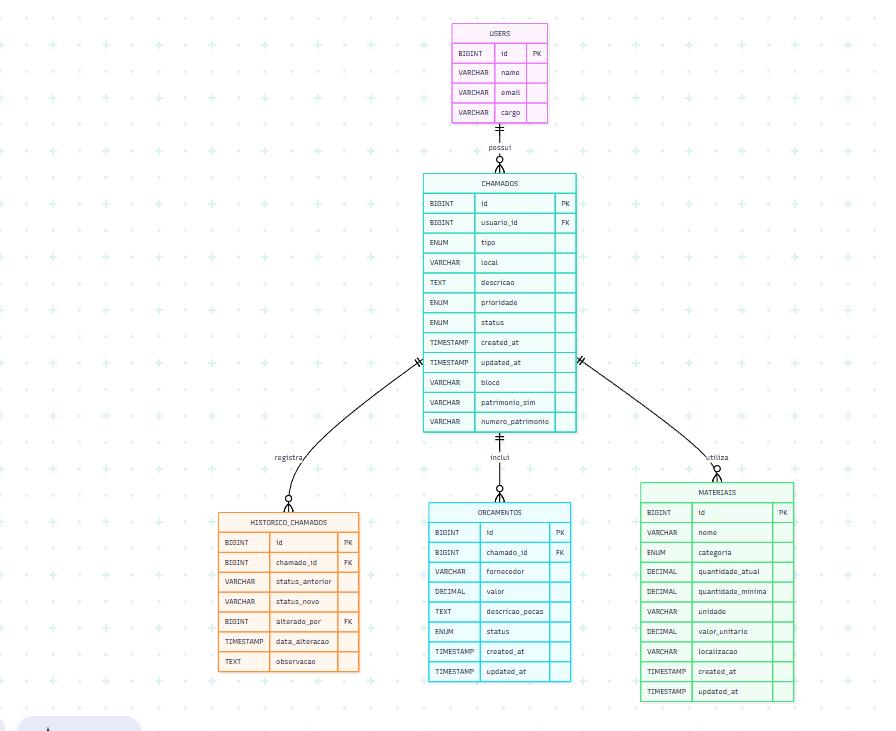 USERS
BIGINT id PK
VARCHAR name
VARCHAR email
VARCHAR cargo
possui
CHAMADOS
BIGINT id PK
BIGINT usuario_id FK
ENUM tipo
VARCHAR local
TEXT descricao
ENUM prioridade
ENUM status
TIMESTAMP created_at
TIMESTAMP updated_at
VARCHAR bloco
VARCHAR patrimonio_sim
VARCHAR numero_patrimonio
registra
inclui
utiliza
HISTORICO_CHAMADOS
BIGINT id PK
BIGINT chamado_id FK
VARCHAR status_anterior
VARCHAR status_novo
BIGINT alterado_por FK
TIMESTAMP data_alteracao
TEXT observacao
ORCAMENTOS
BIGINT id PK
BIGINT chamado_id FK
VARCHAR fornecedor
DECIMAL valor
TEXT descricao_pecas
ENUM status
TIMESTAMP created_at
TIMESTAMP updated_at
MATERIAIS
BIGINT id PK
VARCHAR nome
ENUM categoria
DECIMAL quantidade_atual
DECIMAL quantidade_minima
VARCHAR unidade
DECIMAL valor_unitario
VARCHAR localizacao
TIMESTAMP created_at
TIMESTAMP updated_at